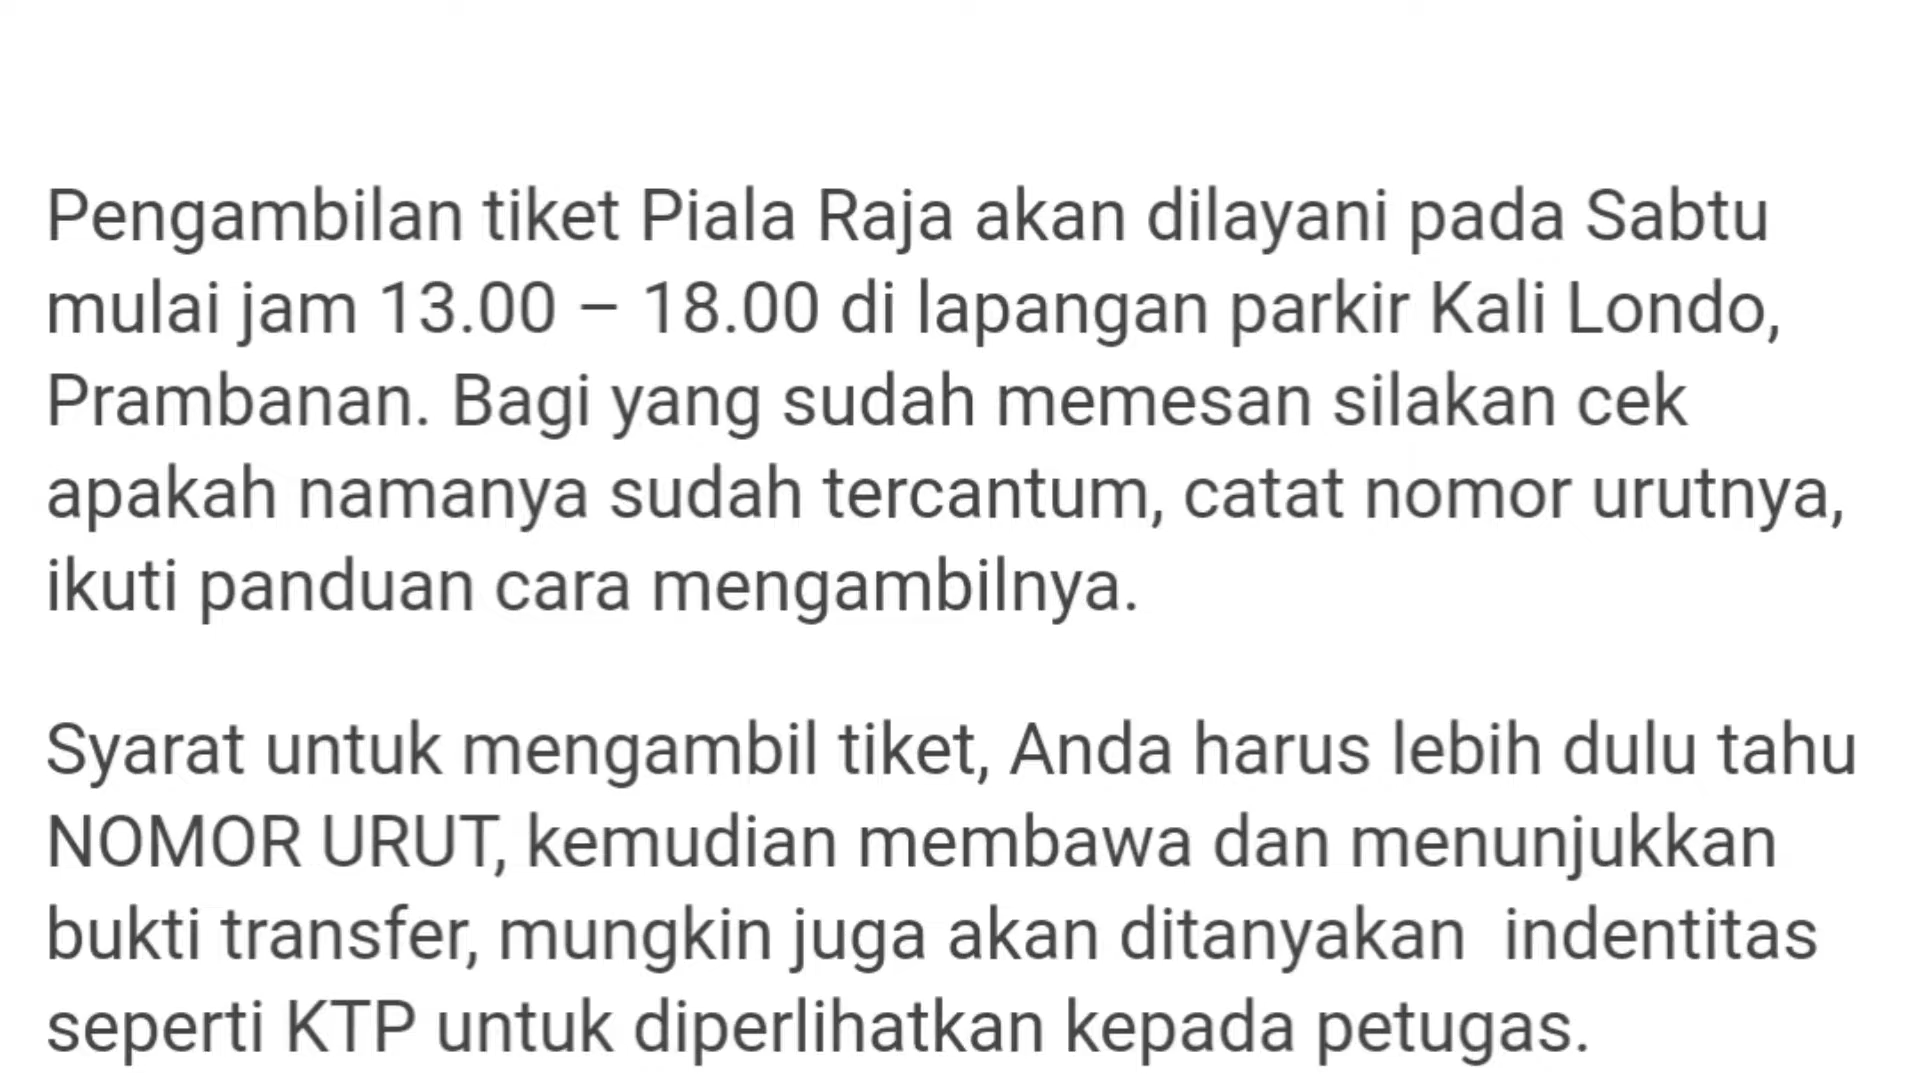 Pengambilan tiket Piala Raja akan dilayani pada Sabtu
mulai jam 13.00 – 18.00 di lapangan parkir Kali Londo,
Prambanan. Bagi yang sudah memesan silakan cek
apakah namanya sudah tercantum, catat nomor urutnya,
ikuti panduan cara mengambilnya.
Syarat untuk mengambil tiket, Anda harus lebih dulu tahu
NOMOR URUT, kemudian membawa dan menunjukkan
bukti transfer, mungkin juga akan ditanyakan  indentitas
seperti KTP untuk diperlihatkan kepada petugas.